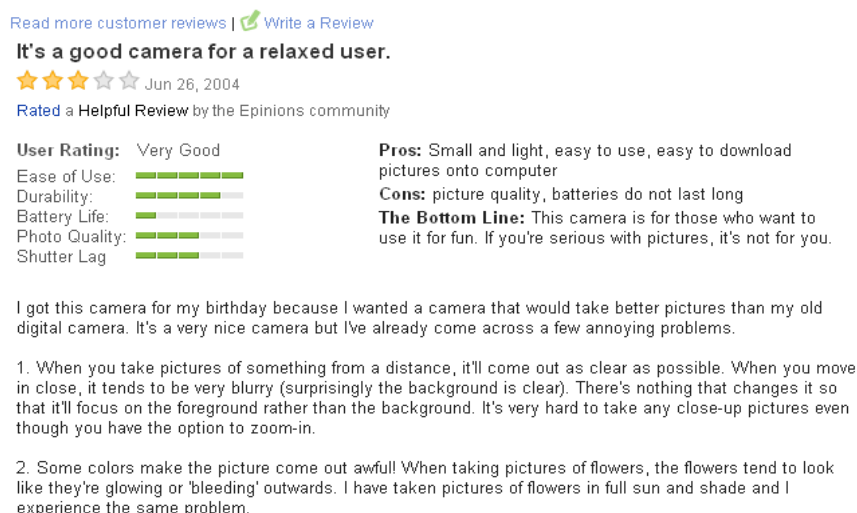 Read more customer reviews | Write a Review
It's a good camera for a relaxed user.
Jun 26, 2004
Rated a Helpful Review by the Epinions community
User Rating: Very Good
Ease of Use:
Durability:
Battery Life:
Photo Quality:
Shutter Lag
Pros: Small and light, easy to use, easy to download
pictures onto computer
Cons: picture quality, batteries do not last long
The Bottom Line: This camera is for those who want to
use it for fun. If you're serious with pictures, it's not for you.
I got this camera for my birthday because I wanted a camera that would take better pictures than my old
digital camera. It's a very nice camera but I've already come across a few annoying problems.
1. When you take pictures of something from a distance, it'll come out as clear as possible. When you move
in close, it tends to be very blurry (surprisingly the background is clear). There's nothing that changes it so
that it'll focus on the foreground rather than the background. It's very hard to take any close-up pictures even
though you have the option to zoom-in.
2. Some colors make the picture come out awful! When taking pictures of flowers, the flowers tend to look
like they're glowing or 'bleeding' outwards. I have taken pictures of flowers in full sun and shade and I
experience the same problem.